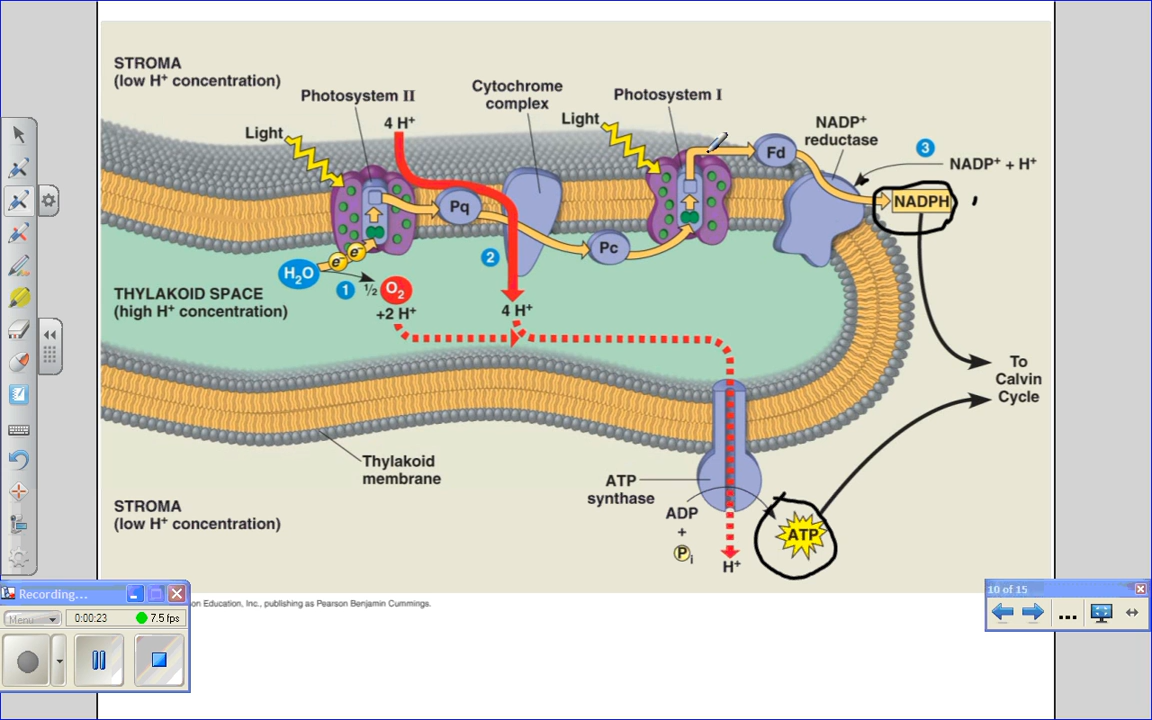 STROMA
(low H⁺ concentration)
Photosystem II
4 H⁺
Cytochrome
complex
Photosystem I
Light
Light
NADP⁺
reductase
3
NADP⁺ + H⁺
Fd
Pq
NADPH
Pc
2
e⁻
e⁻
H₂O
1
½
O₂
+2 H⁺
4 H⁺
THYLAKOID SPACE
(high H⁺ concentration)
To
Calvin
Cycle
Thylakoid
membrane
ATP
synthase
STROMA
(low H⁺ concentration)
ADP
+
Pᵢ
ATP
H⁺
Recording...
Menu
0:00:23
7.5 fps
on Education, Inc., publishing as Pearson Benjamin Cummings.
10 of 15
...